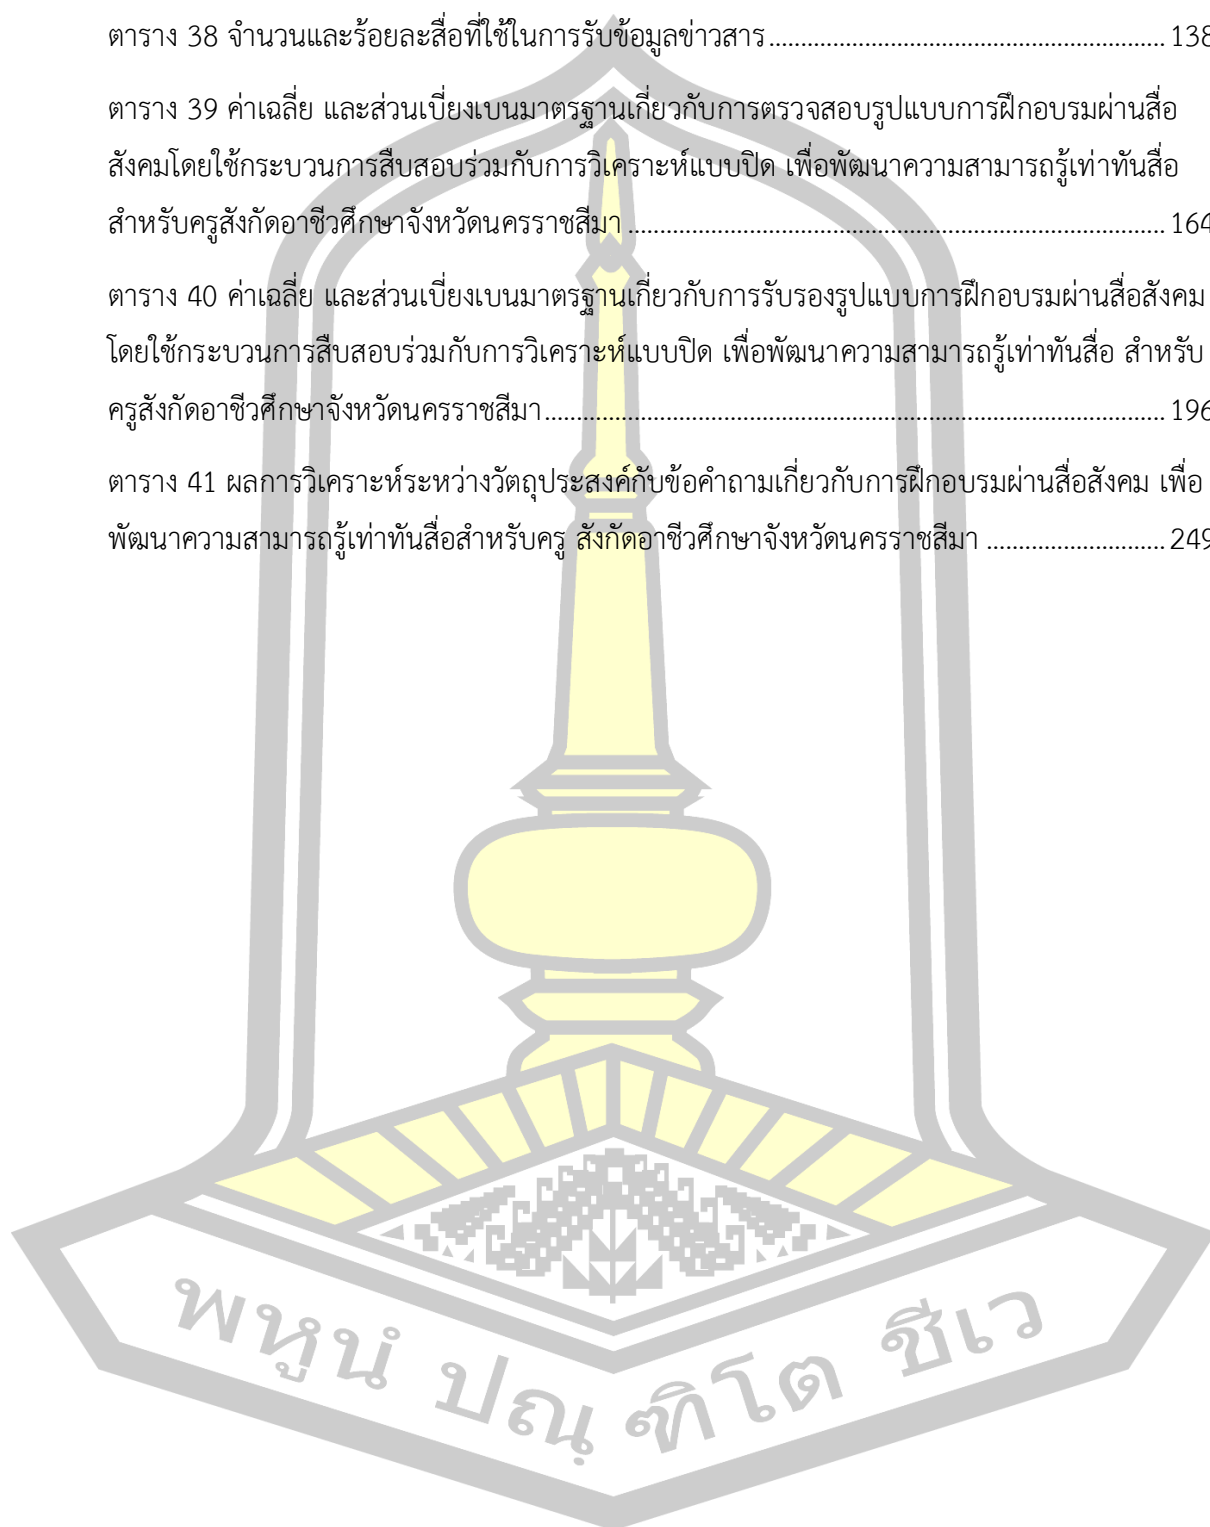 ตาราง 38 จำนวนและร้อยละสื่อที่ใช้ในการรับข้อมูลข่าวสาร ................................................... 138
ตาราง 39 ค่าเฉลี่ย และส่วนเบี่ยงเบนมาตรฐานเกี่ยวกับการตรวจสอบรูปแบบการฝึกอบรมผ่านสื่อ
สังคมโดยใช้กระบวนการสืบสอบร่วมกับการวิเคราะห์แบบปิด เพื่อพัฒนาความสามารถรู้เท่าทันสื่อ
สำหรับครูสังกัดอาชีวศึกษาจังหวัดนครราชสีมา ..................................................................... 164
ตาราง 40 ค่าเฉลี่ย และส่วนเบี่ยงเบนมาตรฐานเกี่ยวกับการรับรองรูปแบบการฝึกอบรมผ่านสื่อสังคม
โดยใช้กระบวนการสืบสอบร่วมกับการวิเคราะห์แบบปิด เพื่อพัฒนาความสามารถรู้เท่าทันสื่อ สำหรับ
ครูสังกัดอาชีวศึกษาจังหวัดนครราชสีมา................................................................................ 196
ตาราง 41 ผลการวิเคราะห์ระหว่างวัตถุประสงค์กับข้อคำถามเกี่ยวกับการฝึกอบรมผ่านสื่อสังคม เพื่อ
พัฒนาความสามารถรู้เท่าทันสื่อสำหรับครู สังกัดอาชีวศึกษาจังหวัดนครราชสีมา ....................... 249
พหูนํ ปณฺฑิโต ชีเว